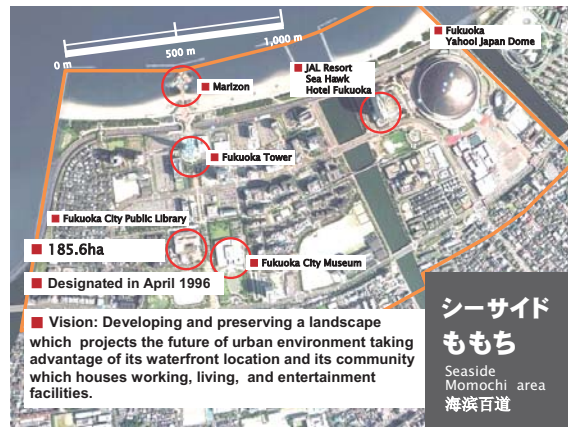 0 m
500 m
1,000 m
Fukuoka
Yahoo! Japan Dome
JAL Resort
Sea Hawk
Hotel Fukuoka
Marizon
Fukuoka Tower
Fukuoka City Public Library
185.6ha
Fukuoka City Museum
Designated in April 1996
Vision: Developing and preserving a landscape
which projects the future of urban environment taking
advantage of its waterfront location and its community
which houses working, living, and entertainment
facilities.
シーサイド
ももち
Seaside
Momochi area
海滨百道